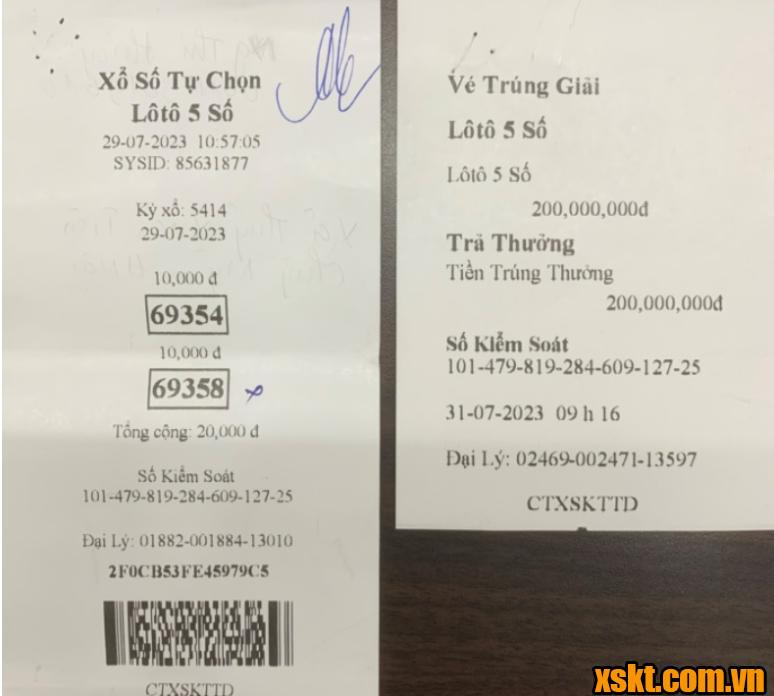 Xổ Số Tự Chọn
Lôtô 5 Số
29-07-2023 10:57:05
SYSID: 85631877
Kỳ xổ: 5414
29-07-2023
10,000 đ
69354
10,000 đ
69358
Tổng cộng: 20,000 đ
Số Kiểm Soát
101-479-819-284-609-127-25
Đại Lý: 01882-001884-13010
2F0CB53FE45979C5
CTXSKTTD
Vé Trúng Giải
Lôtô 5 Số
Lôtô 5 Số
200,000,000đ
Trả Thưởng
Tiền Trúng Thưởng
200,000,000đ
Số Kiểm Soát
101-479-819-284-609-127-25
31-07-2023 09 h 16
Đại Lý: 02469-002471-13597
CTXSKTTD
xskt.com.vn